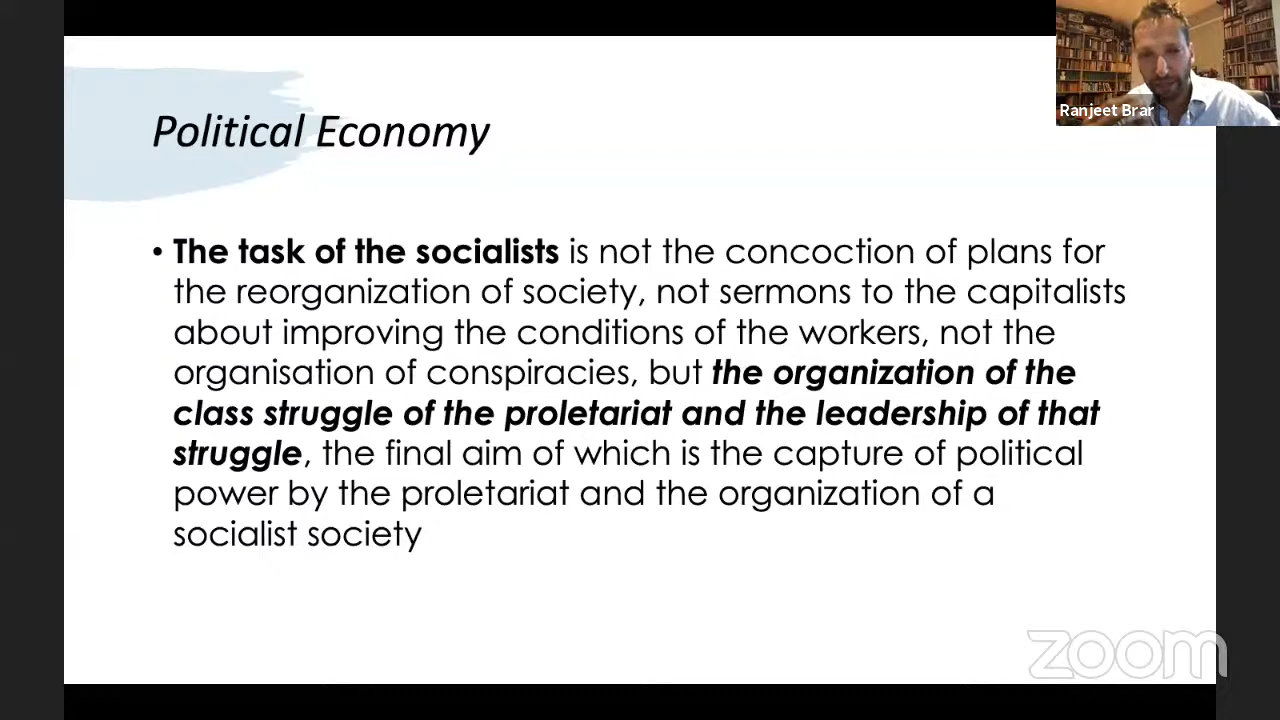 Ranjeet Brar
Political Economy
• The task of the socialists is not the concoction of plans for
the reorganization of society, not sermons to the capitalists
about improving the conditions of the workers, not the
organisation of conspiracies, but the organization of the
class struggle of the proletariat and the leadership of that
struggle, the final aim of which is the capture of political
power by the proletariat and the organization of a
socialist society
zoom